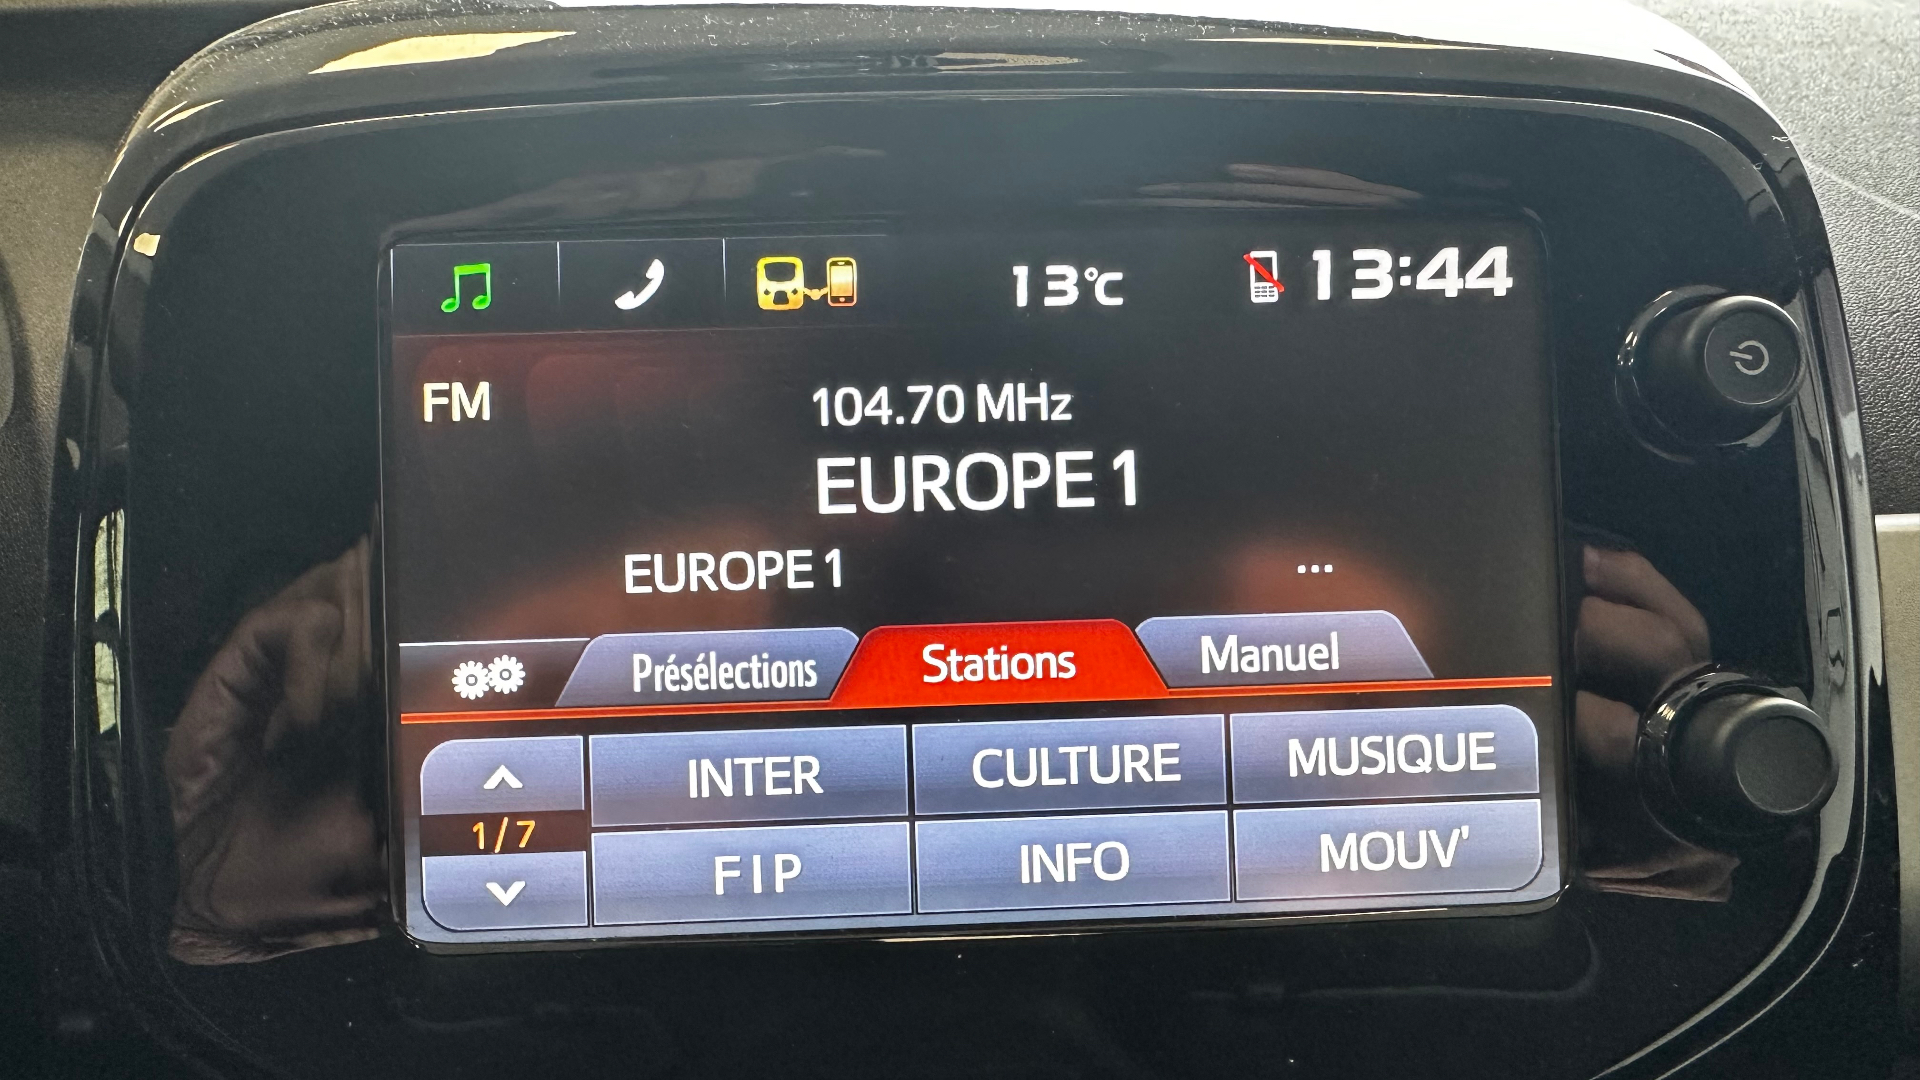 13°C 13:44
FM 104.70 MHz
EUROPE 1
EUROPE 1 ...
Présélections Stations Manuel
INTER CULTURE MUSIQUE
1/7
FIP INFO MOUV'